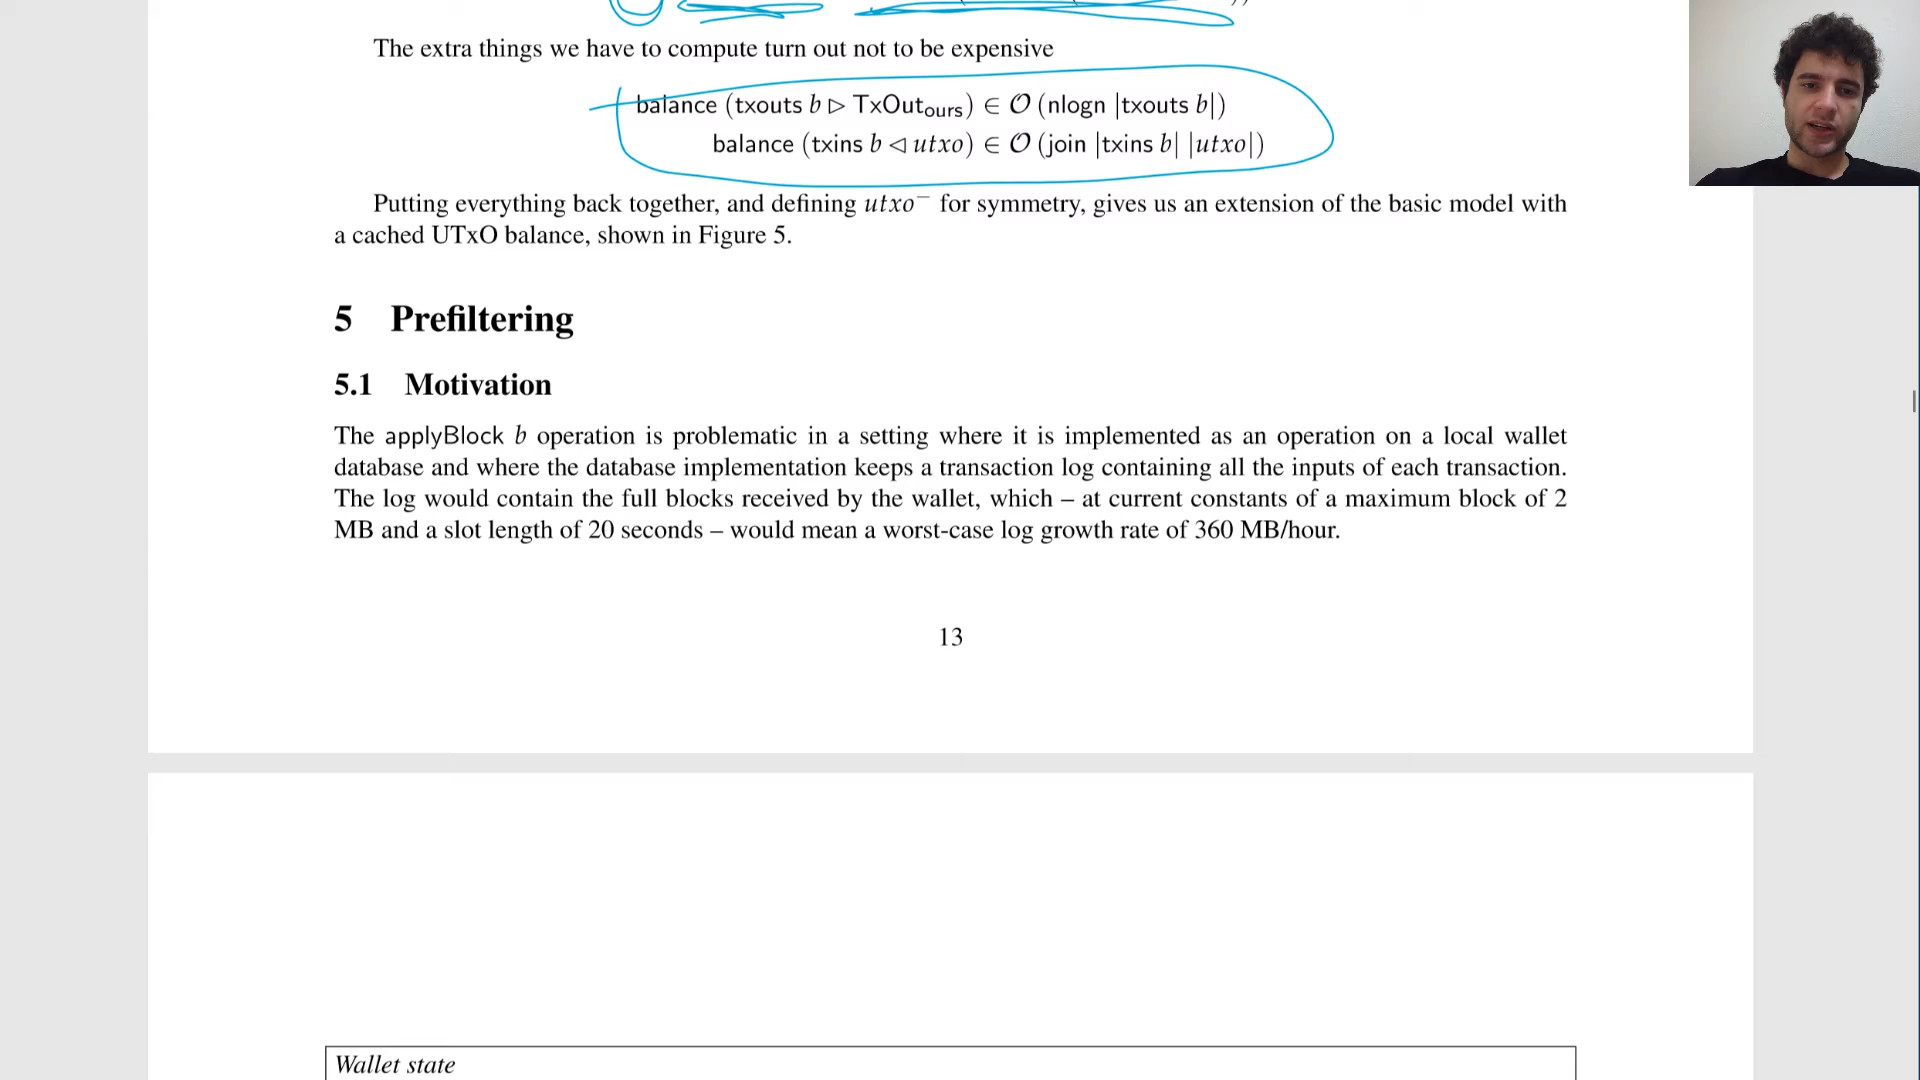 The extra things we have to compute turn out not to be expensive
balance (txouts b ▷ TxOutours) ∈ O (nlogn |txouts b|)
balance (txins b ◁ utxo) ∈ O (join |txins b| |utxo|)
Putting everything back together, and defining utxo⁻ for symmetry, gives us an extension of the basic model with
a cached UTxO balance, shown in Figure 5.
5 Prefiltering
5.1 Motivation
The applyBlock b operation is problematic in a setting where it is implemented as an operation on a local wallet
database and where the database implementation keeps a transaction log containing all the inputs of each transaction.
The log would contain the full blocks received by the wallet, which – at current constants of a maximum block of 2
MB and a slot length of 20 seconds – would mean a worst-case log growth rate of 360 MB/hour.
13
Wallet state